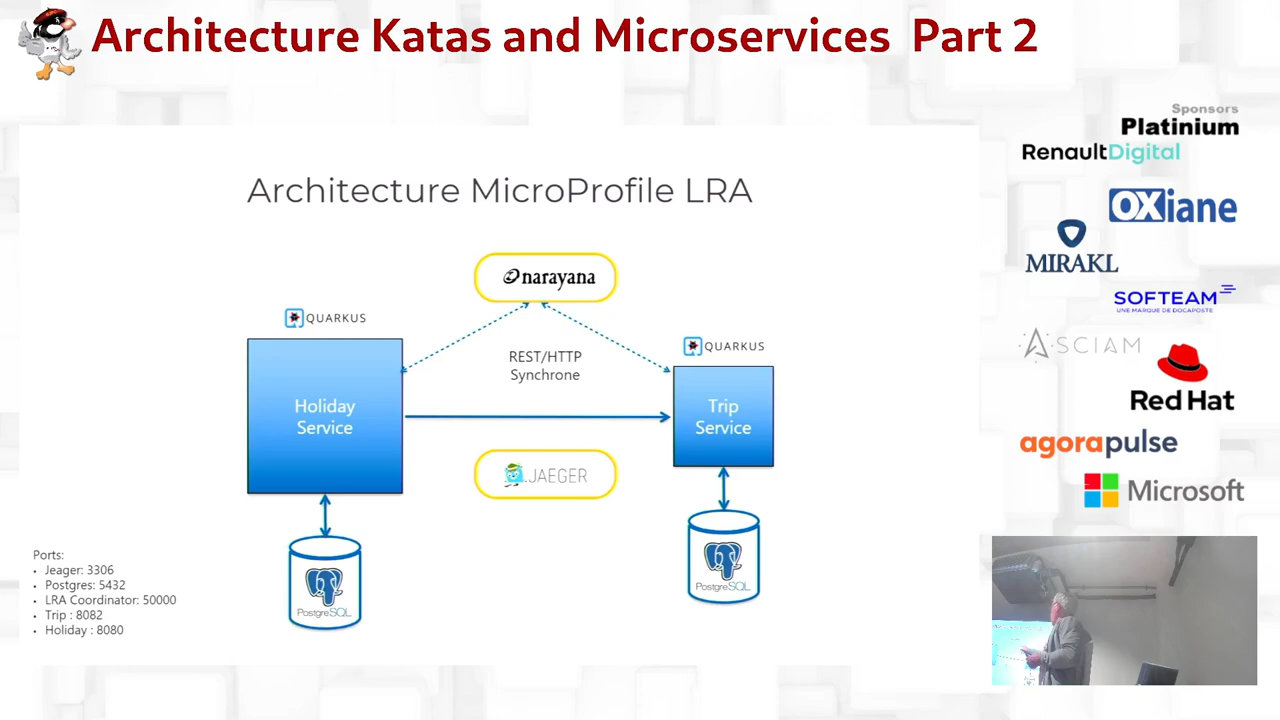 Architecture Katas and Microservices Part 2
Sponsors
Platinium
RenaultDigital
OXiane
MIRAKL
SOFTEAM
UNE MARQUE DE DOCAPOSTE
ASCIAM
Red Hat
agorapulse
Microsoft
Architecture MicroProfile LRA
narayana
QUARKUS
QUARKUS
REST/HTTP
Synchrone
Holiday
Service
Trip
Service
JAEGER
PostgreSQL
PostgreSQL
Ports:
• Jeager: 3306
• Postgres: 5432
• LRA Coordinator: 50000
• Trip : 8082
• Holiday : 8080